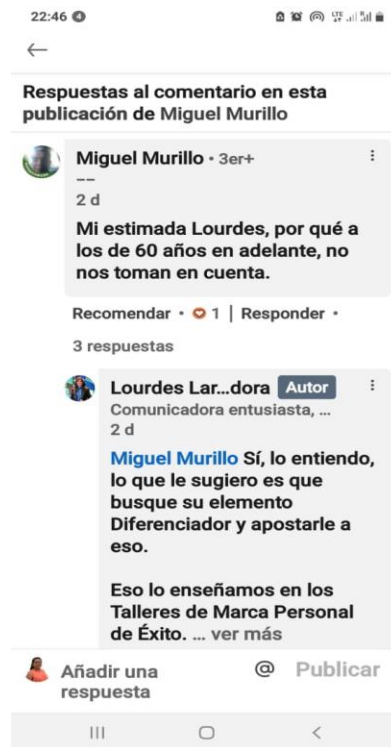 22:46
LTE
Respuestas al comentario en esta
publicación de Miguel Murillo
Miguel Murillo • 3er+
--
2 d
Mi estimada Lourdes, por qué a
los de 60 años en adelante, no
nos toman en cuenta.
Recomendar • 1 | Responder •
3 respuestas
Lourdes Lar...dora Autor
Comunicadora entusiasta, ...
2 d
Miguel Murillo Sí, lo entiendo,
lo que le sugiero es que
busque su elemento
Diferenciador y apostarle a
eso.
Eso lo enseñamos en los
Talleres de Marca Personal
de Éxito. ... ver más
Añadir una
respuesta
@ Publicar